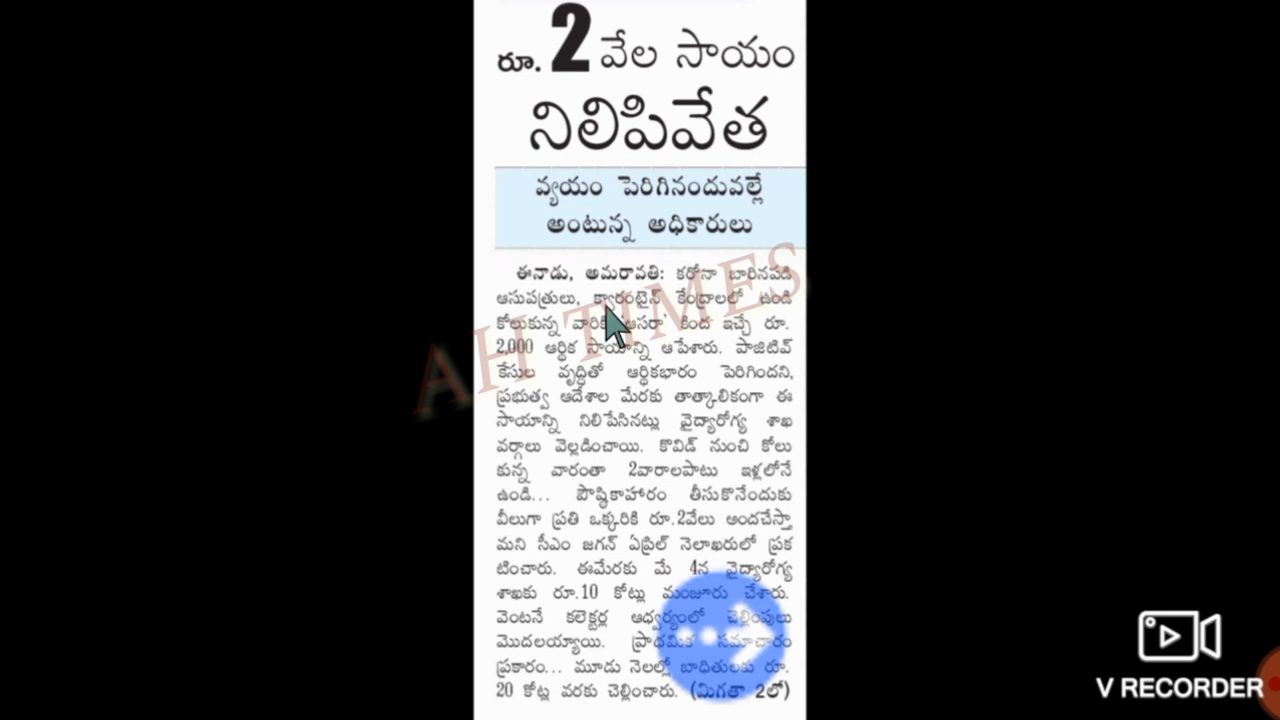 రూ. 2 వేల సాయం
నిలిపివేత
వ్యయం పెరిగినందువల్లే
అంటున్న అధికారులు
ఈనాడు, అమరావతి: కరోనా బారినపడి
ఆసుపత్రులు, క్వారంటైన్ కేంద్రాలలో ఉండి
కోలుకున్న వారికి 'ఆసరా' కింద ఇచ్చే రూ.
2,000 ఆర్థిక సాయాన్ని ఆపేశారు. పాజిటివ్
కేసుల వృద్ధితో ఆర్థికభారం పెరిగిందని,
ప్రభుత్వ ఆదేశాల మేరకు తాత్కాలికంగా ఈ
సాయాన్ని నిలిపేసినట్లు వైద్యారోగ్య శాఖ
వర్గాలు వెల్లడించాయి. కొవిడ్ నుంచి కోలు
కున్న వారంతా 2వారాలపాటు ఇళ్లలోనే
ఉండి... పౌష్ఠికాహారం తీసుకొనేందుకు
వీలుగా ప్రతి ఒక్కరికి రూ.2వేలు అందచేస్తా
మని సీఎం జగన్ ఏప్రిల్ నెలాఖరులో ప్రక
టించారు. ఈమేరకు మే 4న వైద్యారోగ్య
శాఖకు రూ.10 కోట్లు మంజూరు చేశారు.
వెంటనే కలెక్టర్ల ఆధ్వర్యంలో చెల్లింపులు
మొదలయ్యాయి. ప్రాథమిక సమాచారం
ప్రకారం... మూడు నెలల్లో బాధితులకు రూ.
20 కోట్ల వరకు చెల్లించారు. (మిగతా 2లో)
AH TIMES
V RECORDER